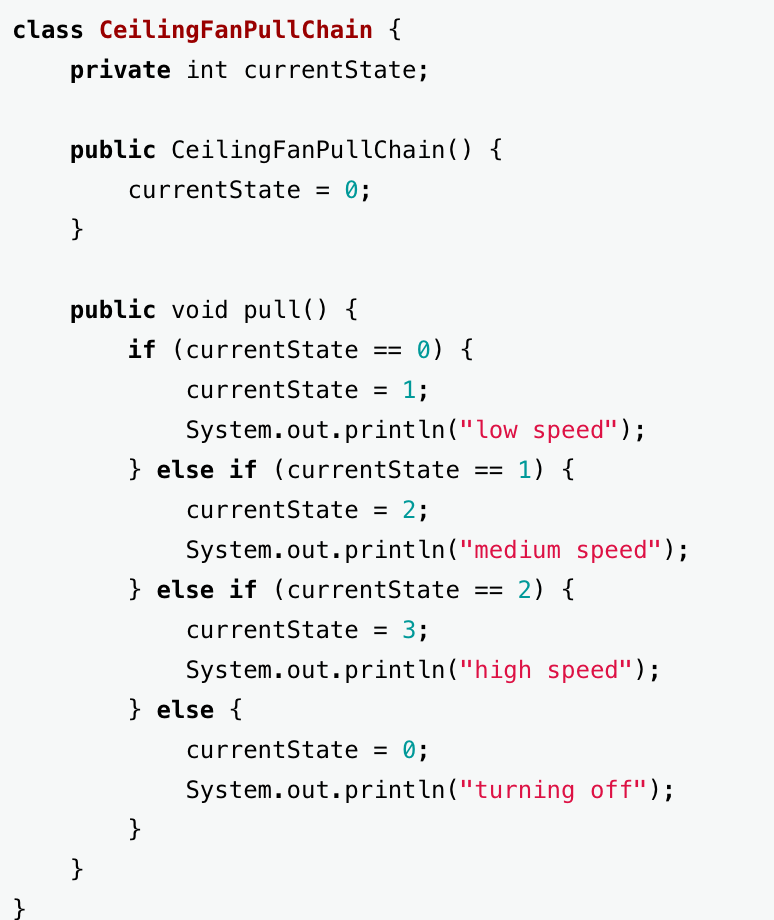 class CeilingFanPullChain {
    private int currentState;

    public CeilingFanPullChain() {
        currentState = 0;
    }

    public void pull() {
        if (currentState == 0) {
            currentState = 1;
            System.out.println("low speed");
        } else if (currentState == 1) {
            currentState = 2;
            System.out.println("medium speed");
        } else if (currentState == 2) {
            currentState = 3;
            System.out.println("high speed");
        } else {
            currentState = 0;
            System.out.println("turning off");
        }
    }
}